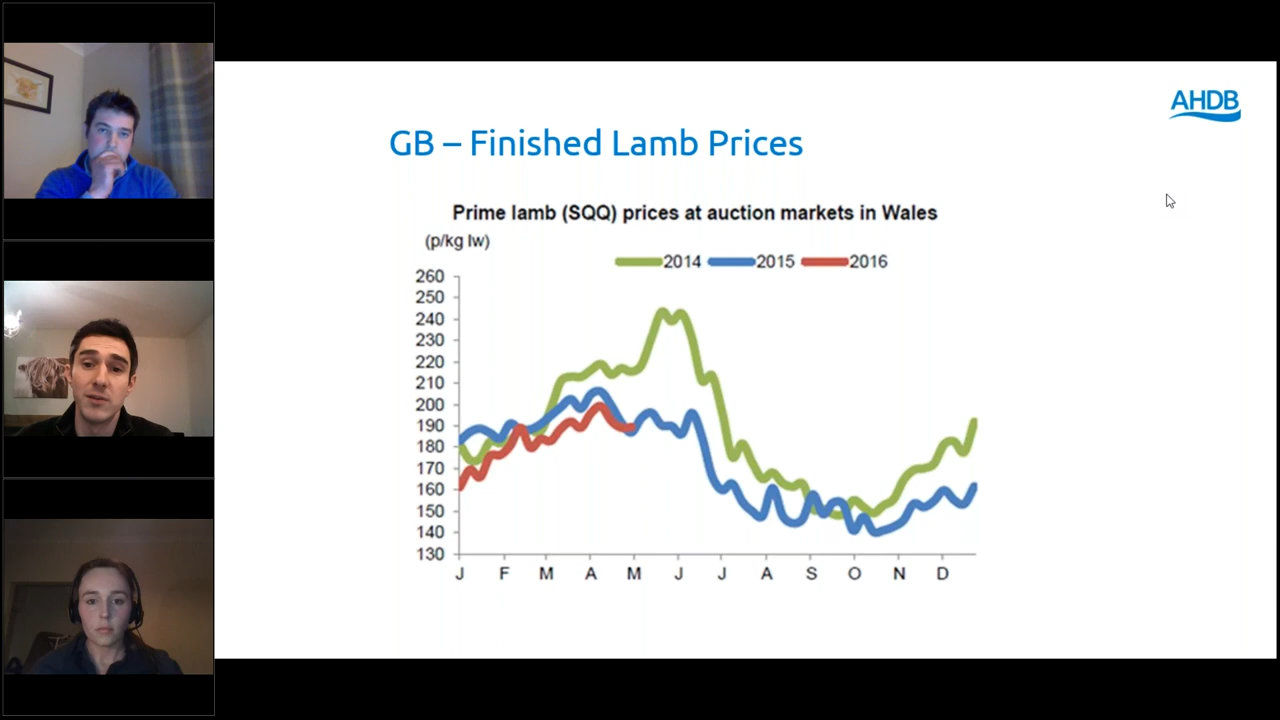 AHDB
GB – Finished Lamb Prices
Prime lamb (SQQ) prices at auction markets in Wales
(p/kg lw)
2014 2015 2016
260
250
240
230
220
210
200
190
180
170
160
150
140
130
J F M A M J J A S O N D